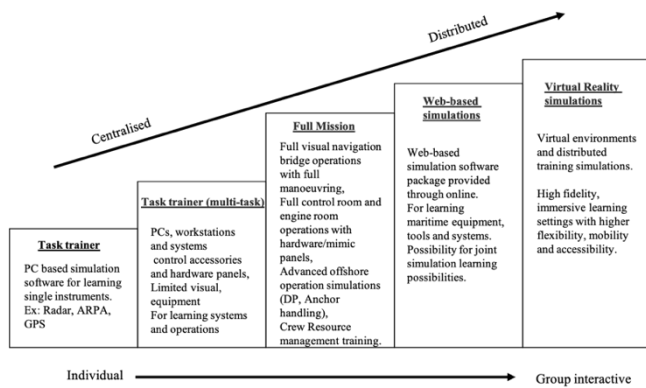 Distributed
Centralised
Task trainer
PC based simulation
software for learning
single instruments.
Ex: Radar, ARPA,
GPS
Task trainer (multi-task)
PCs, workstations
and systems
control accessories
and hardware panels,
Limited visual,
equipment
For learning systems
and operations
Full Mission
Full visual navigation
bridge operations
with full
manoeuvring,
Full control room and
engine room
operations with
hardware/mimic
panels,
Advanced offshore
operation simulations
(DP, Anchor
handling),
Crew Resource
management training.
Web-based
simulations
Web-based
simulation software
package provided
through online.
For learning
maritime equipment,
tools and systems.
Possibility for joint
simulation learning
possibilities.
Virtual Reality
simulations
Virtual environments
and distributed
training simulations.
High fidelity,
immersive learning
settings with higher
flexibility, mobility
and accessibility.
Individual
Group interactive